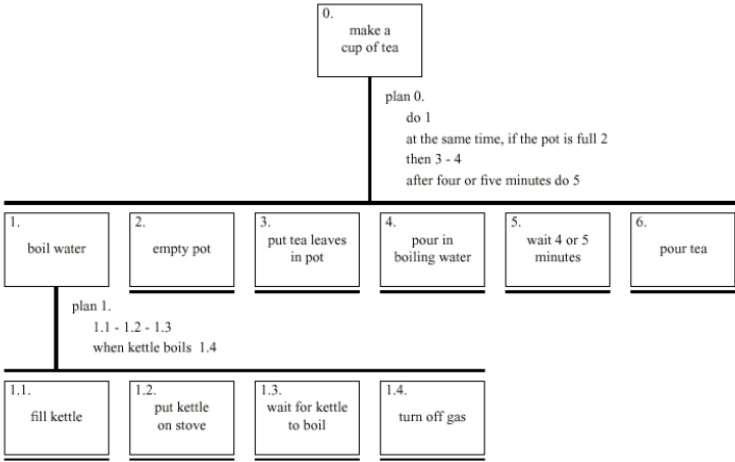 0.
make a
cup of tea
plan 0.
do 1
at the same time, if the pot is full 2
then 3 - 4
after four or five minutes do 5
1.
boil water
2.
empty pot
3.
put tea leaves
in pot
4.
pour in
boiling water
5.
wait 4 or 5
minutes
6.
pour tea
plan 1.
1.1 - 1.2 - 1.3
when kettle boils 1.4
1.1.
fill kettle
1.2.
put kettle
on stove
1.3.
wait for kettle
to boil
1.4.
turn off gas